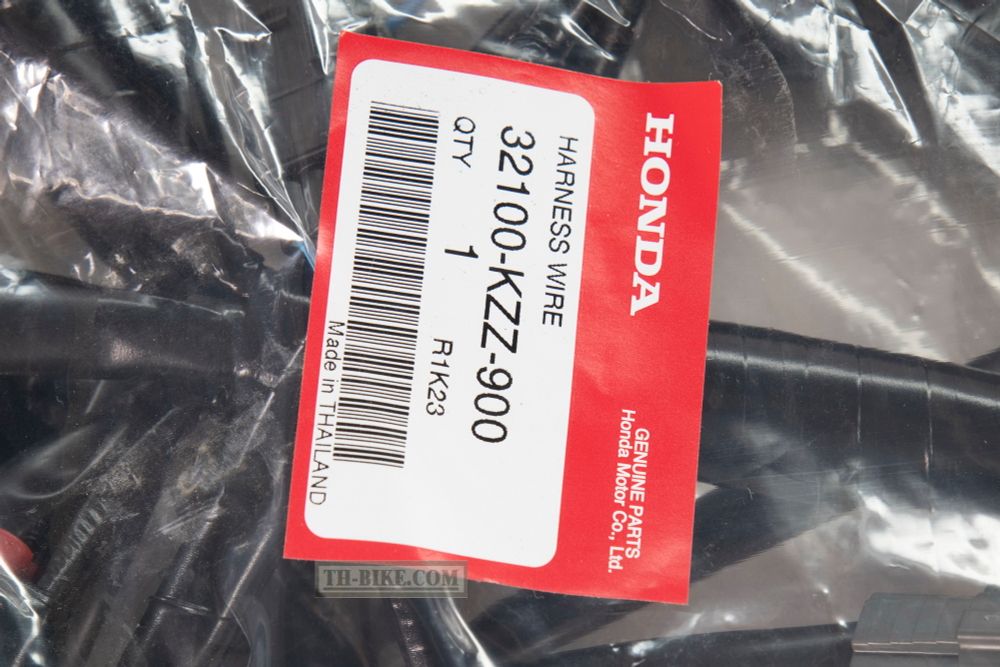 HONDA
GENUINE PARTS
Honda Motor Co., Ltd.
HARNESS WIRE
32100-KZZ-900
QTY 1 R1K23
Made in THAILAND
TH-BIKE.COM